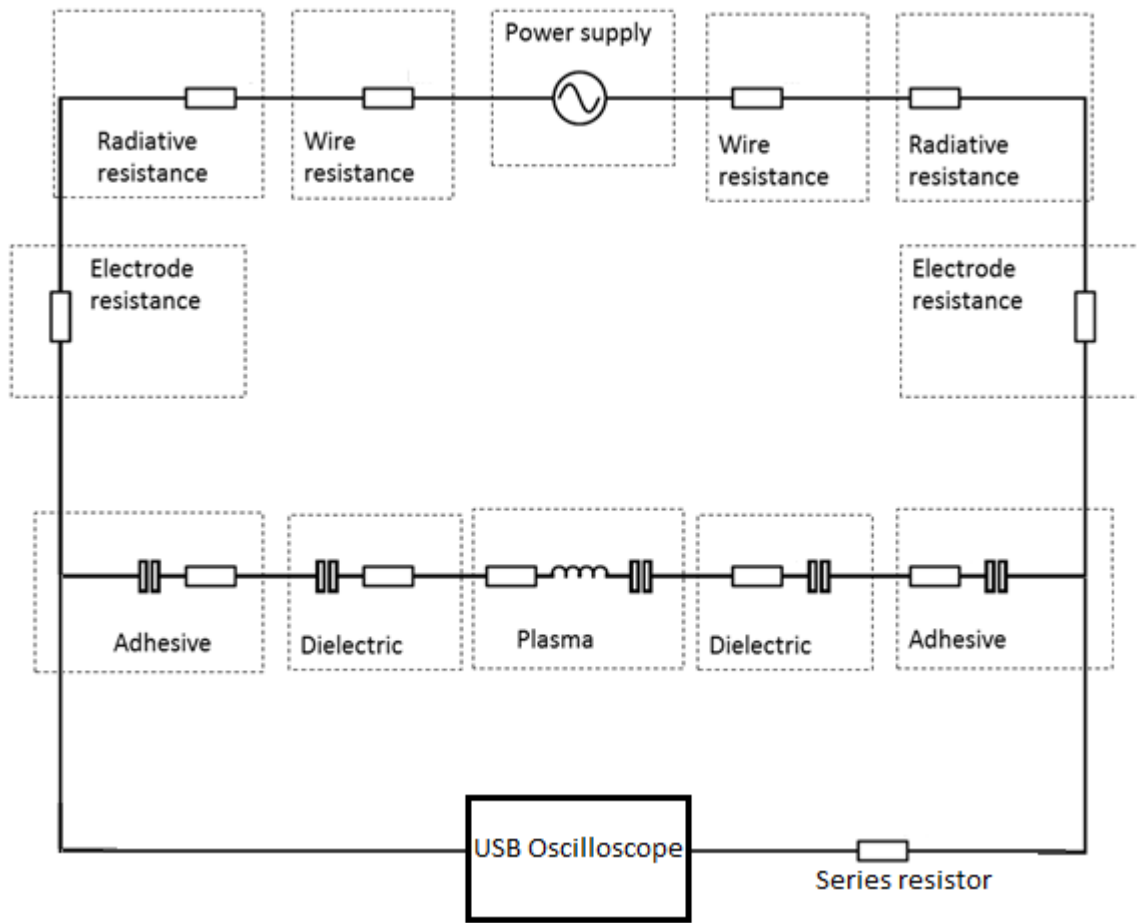 Power supply
Radiative
resistance
Wire
resistance
Wire
resistance
Radiative
resistance
Electrode
resistance
Electrode
resistance
Adhesive
Dielectric
Plasma
Dielectric
Adhesive
USB Oscilloscope
Series resistor